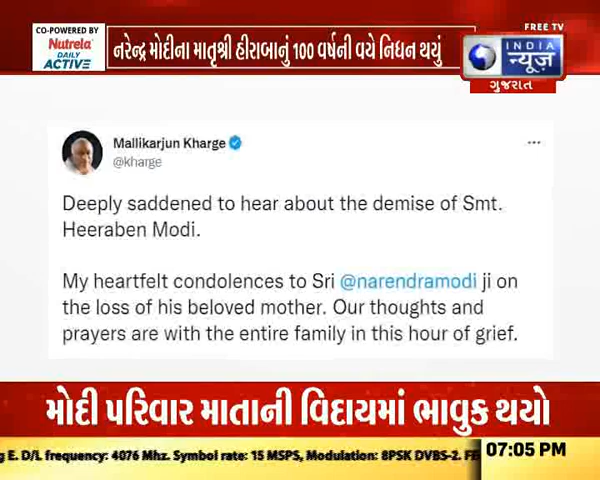 CO-POWERED BY
Nutrela
DAILY
ACTIVE
નરેન્દ્ર મોદીના માતૃશ્રી હીરાબાનું 100 વર્ષની વયે નિધન થયું
FREE TV
INDIA
ન્યૂઝ
ગુજરાત
Mallikarjun Kharge
@kharge
Deeply saddened to hear about the demise of Smt.
Heeraben Modi.
My heartfelt condolences to Sri @narendramodi ji on
the loss of his beloved mother. Our thoughts and
prayers are with the entire family in this hour of grief.
મોદી પરિવાર માતાની વિદાયમાં ભાવુક થયો
g E. D/L frequency: 4076 Mhz. Symbol rate: 15 MSPS, Modulation: 8PSK DVBS-2. FE
07:05 PM